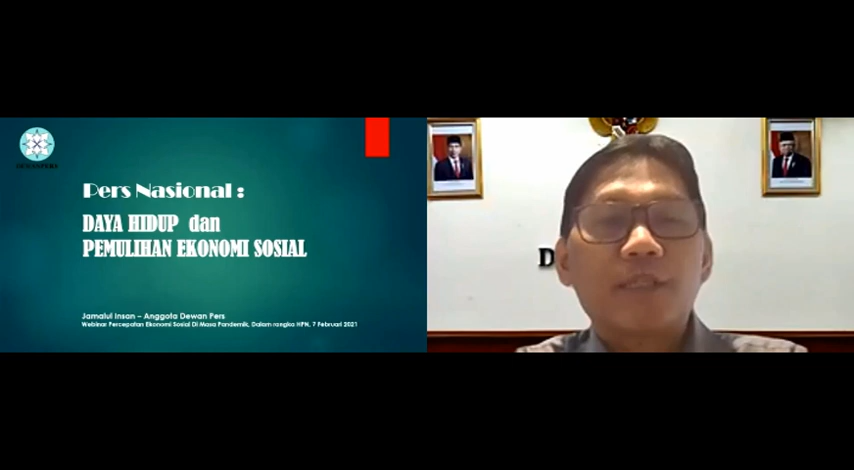 Pers Nasional :
DAYA HIDUP dan
PEMULIHAN EKONOMI SOSIAL
Jamalul Insan – Anggota Dewan Pers
Webinar Percepatan Ekonomi Sosial Di Masa Pandemik, Dalam rangka HPN, 7 Februari 2021
D